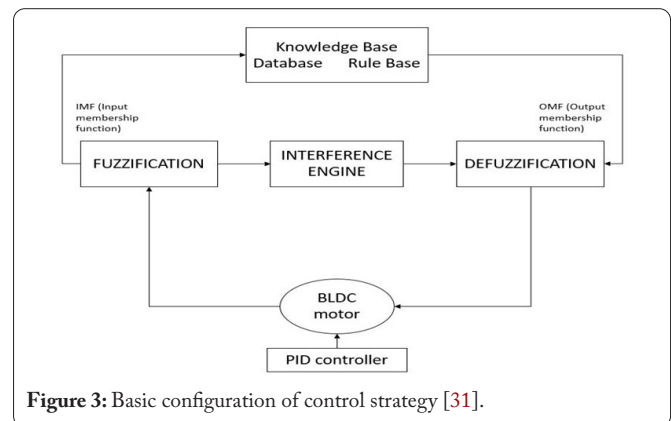 Knowledge Base
Database Rule Base
IMF (Input
membership
function)
OMF (Output
membership
function)
FUZZIFICATION
INTERFERENCE
ENGINE
DEFUZZIFICATION
BLDC
motor
PID controller
Figure 3: Basic configuration of control strategy [31].